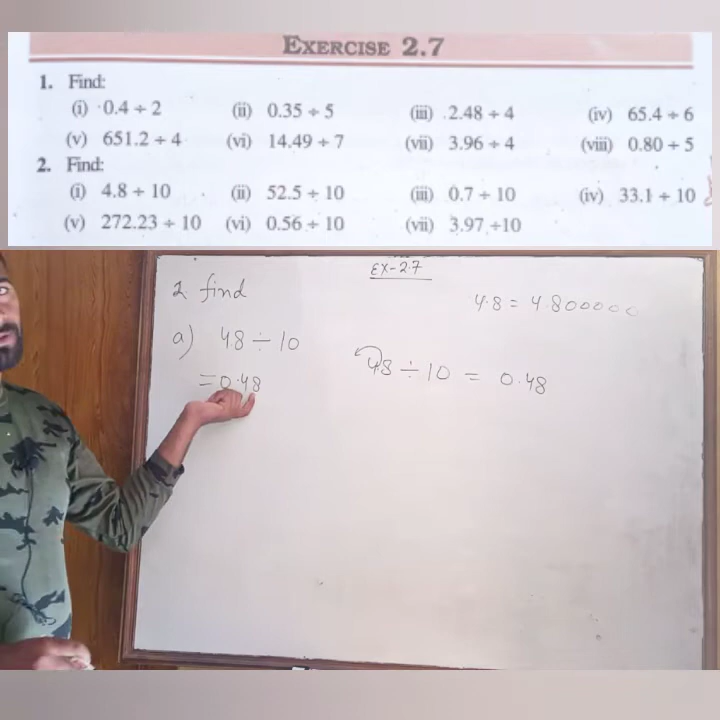 EXERCISE 2.7
1. Find:
(i) 0.4 ÷ 2 (ii) 0.35 ÷ 5 (iii) 2.48 ÷ 4 (iv) 65.4 ÷ 6
(v) 651.2 ÷ 4 (vi) 14.49 ÷ 7 (vii) 3.96 ÷ 4 (viii) 0.80 ÷ 5
2. Find:
(i) 4.8 ÷ 10 (ii) 52.5 ÷ 10 (iii) 0.7 ÷ 10 (iv) 33.1 ÷ 10
(v) 272.23 ÷ 10 (vi) 0.56 ÷ 10 (vii) 3.97 ÷10
EX-2.7
2 find
4.8 = 4.800000
a) 4.8 ÷ 10
48 ÷ 10 = 0.48
= 0.48